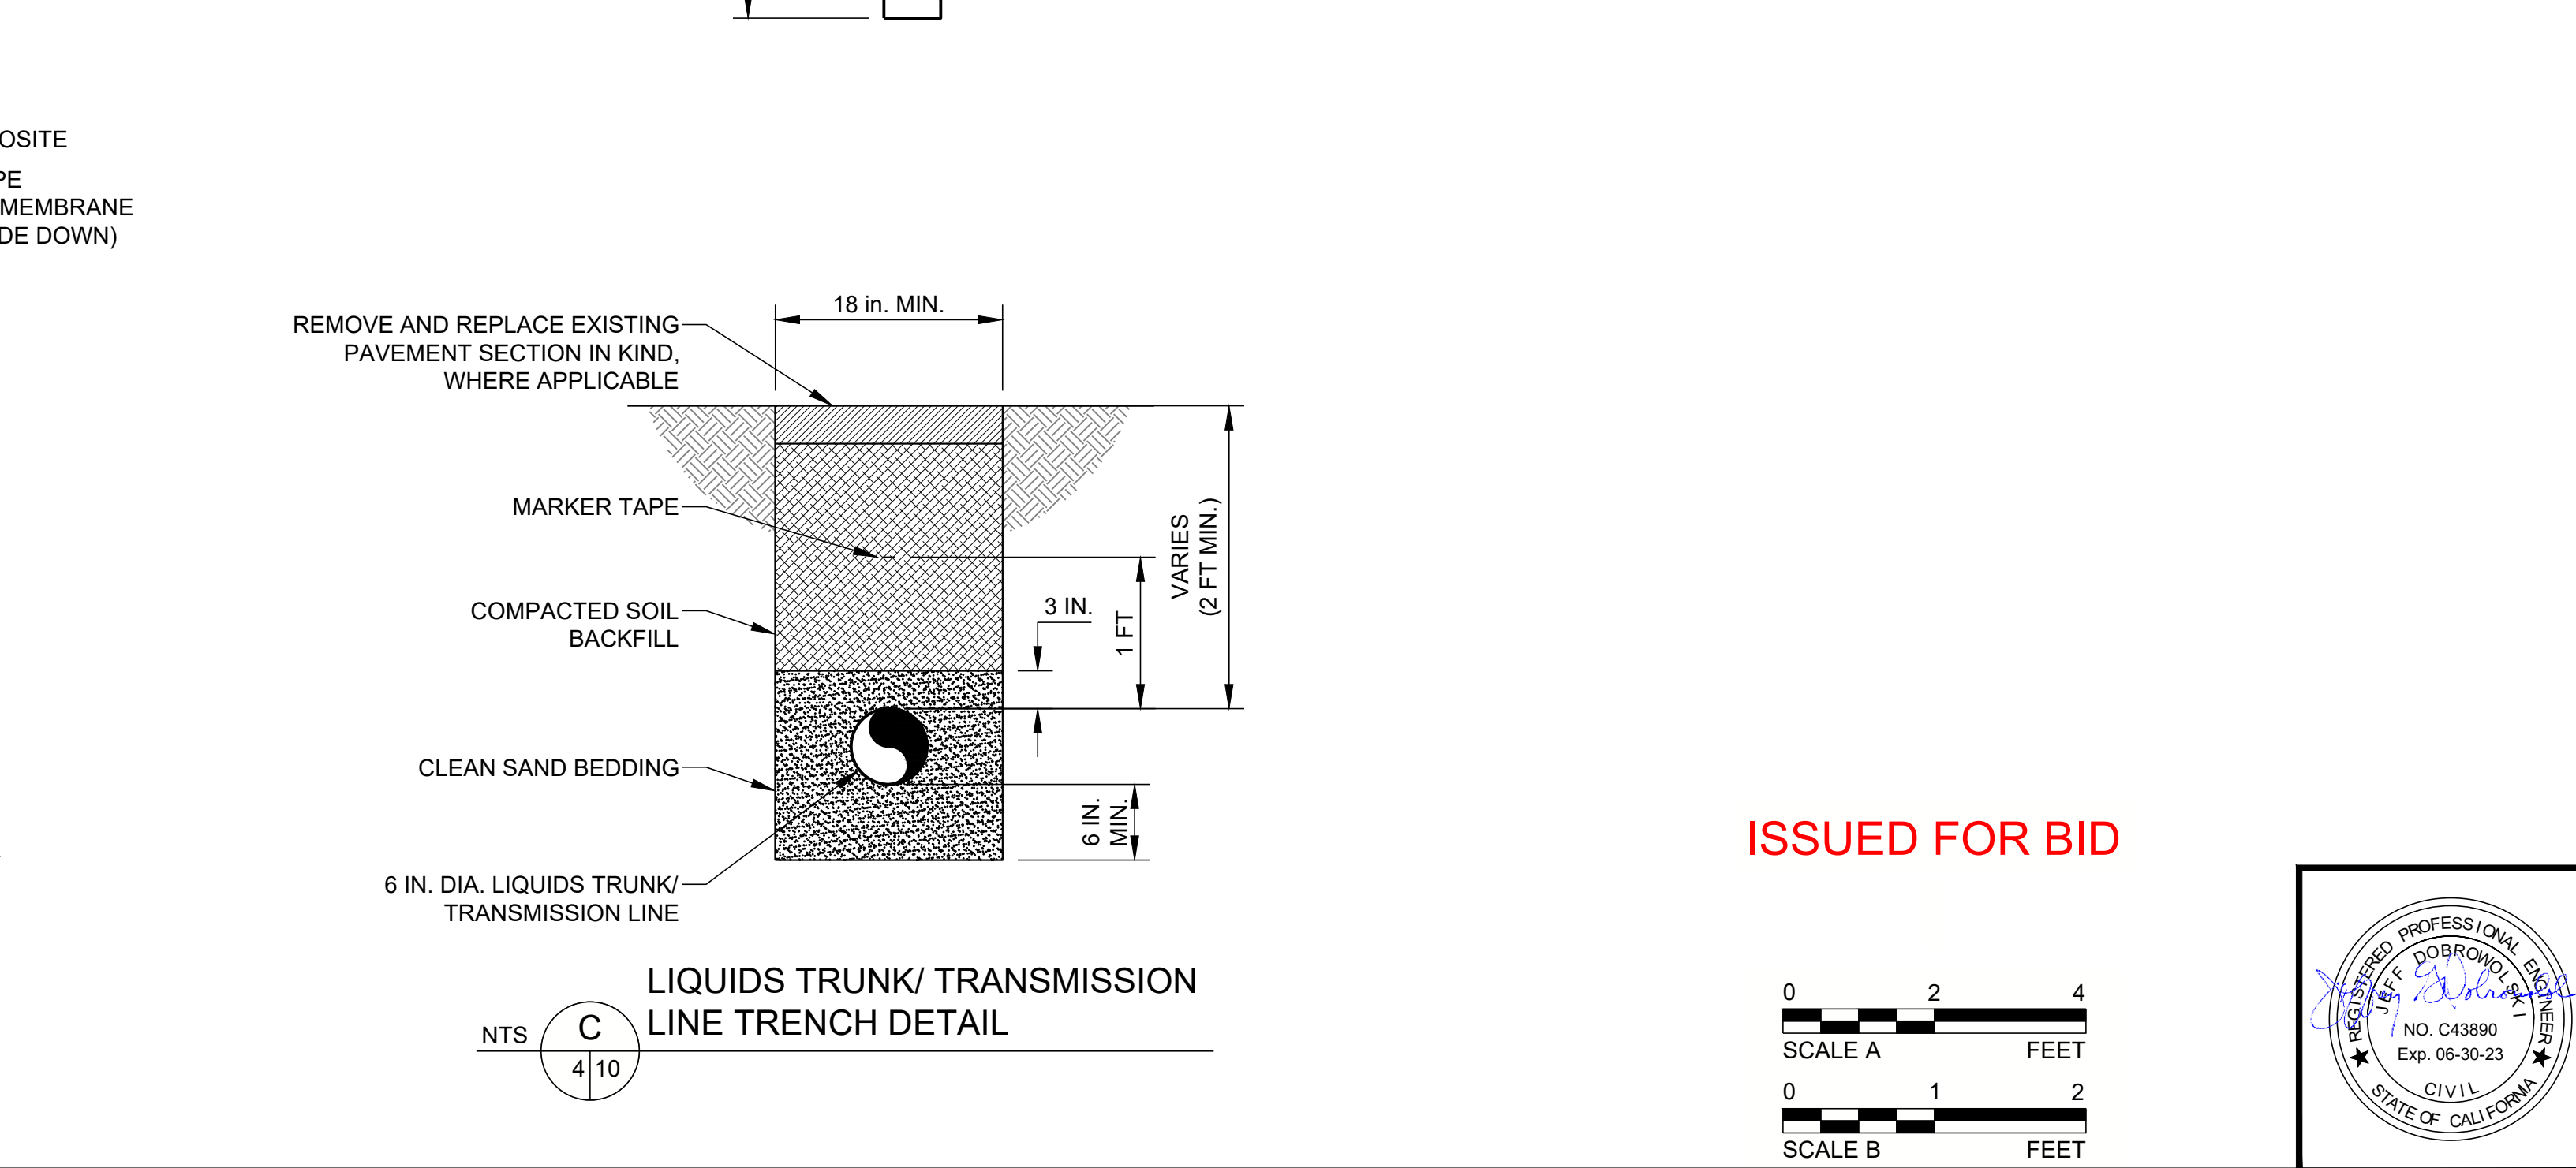 OSITE
PE
MEMBRANE
DE DOWN)
18 in. MIN.
REMOVE AND REPLACE EXISTING
PAVEMENT SECTION IN KIND,
WHERE APPLICABLE
MARKER TAPE
VARIES
(2 FT MIN.)
COMPACTED SOIL
BACKFILL
3 IN.
1 FT
CLEAN SAND BEDDING
6 IN.
MIN.
6 IN. DIA. LIQUIDS TRUNK/
TRANSMISSION LINE
LIQUIDS TRUNK/ TRANSMISSION
LINE TRENCH DETAIL
NTS
C
4 10
ISSUED FOR BID
0 2 4
SCALE A FEET
0 1 2
SCALE B FEET
REGISTERED PROFESSIONAL ENGINEER
JEFF DOBROWOLSKI
NO. C43890
Exp. 06-30-23
CIVIL
STATE OF CALIFORNIA